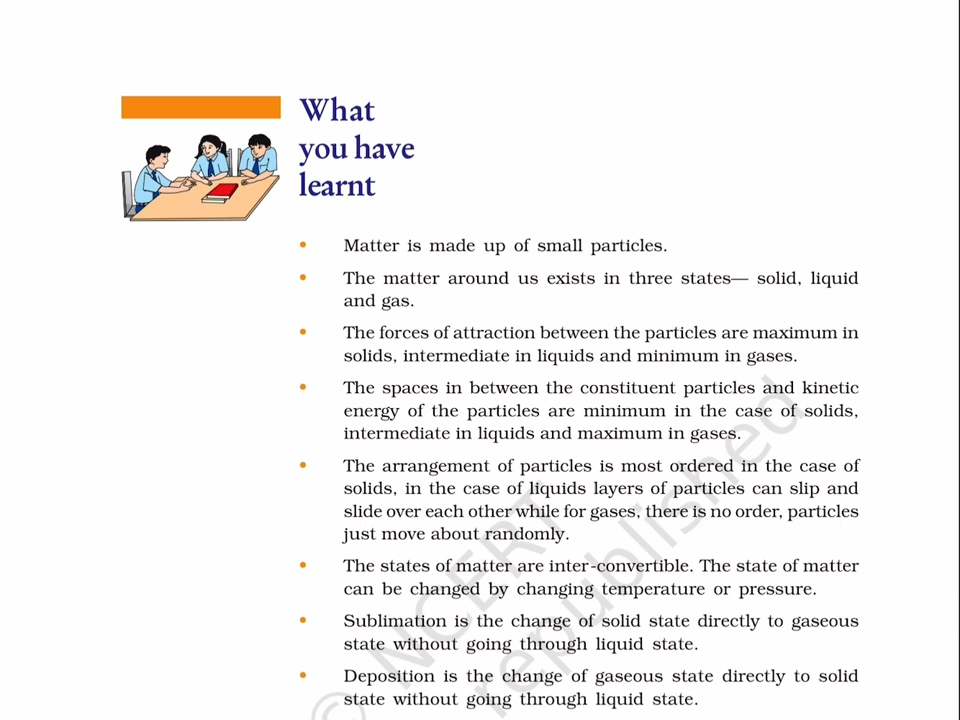 What
you have
learnt
• Matter is made up of small particles.
• The matter around us exists in three states— solid, liquid
and gas.
• The forces of attraction between the particles are maximum in
solids, intermediate in liquids and minimum in gases.
• The spaces in between the constituent particles and kinetic
energy of the particles are minimum in the case of solids,
intermediate in liquids and maximum in gases.
• The arrangement of particles is most ordered in the case of
solids, in the case of liquids layers of particles can slip and
slide over each other while for gases, there is no order, particles
just move about randomly.
• The states of matter are inter-convertible. The state of matter
can be changed by changing temperature or pressure.
• Sublimation is the change of solid state directly to gaseous
state without going through liquid state.
• Deposition is the change of gaseous state directly to solid
state without going through liquid state.
© NCERT
republished